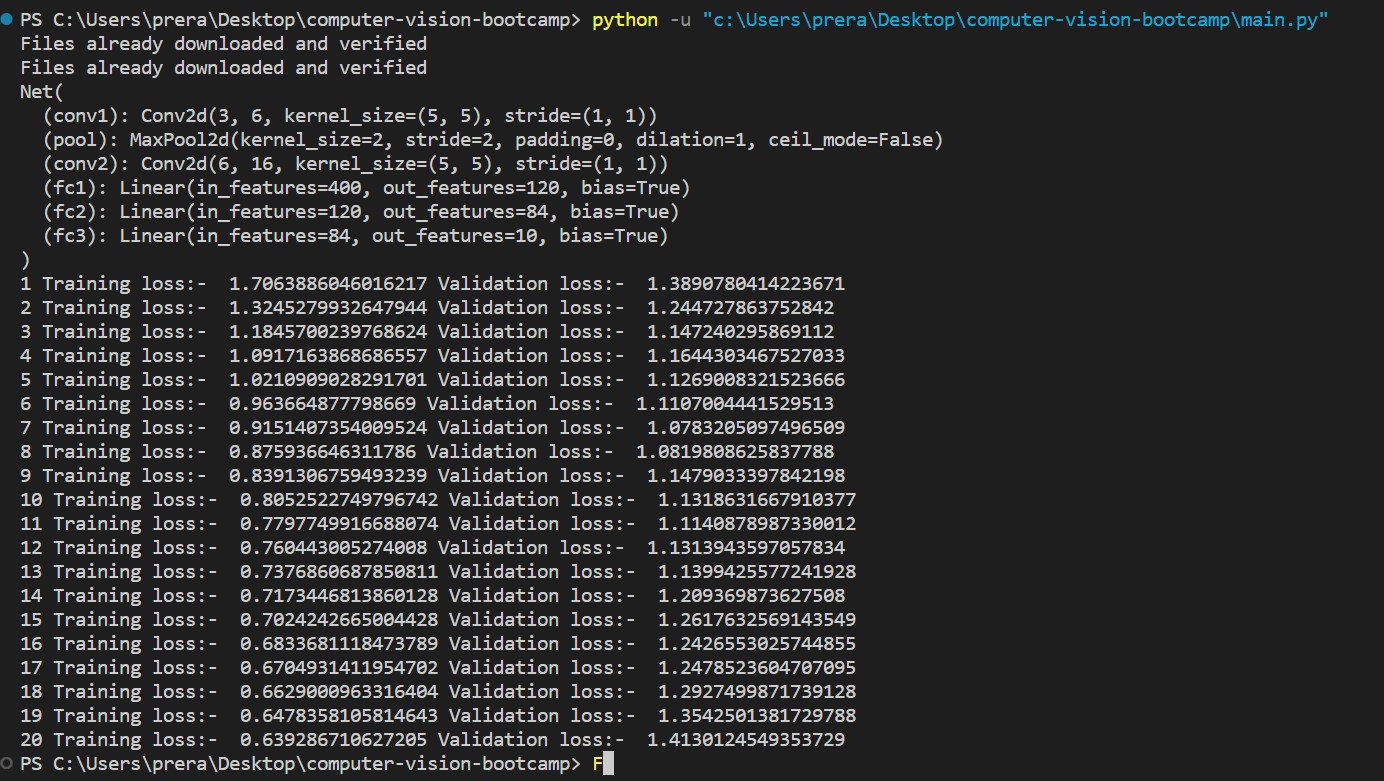 PS C:\Users\prera\Desktop\computer-vision-bootcamp> python -u "c:\Users\prera\Desktop\computer-vision-bootcamp\main.py"
Files already downloaded and verified
Files already downloaded and verified
Net(
  (conv1): Conv2d(3, 6, kernel_size=(5, 5), stride=(1, 1))
  (pool): MaxPool2d(kernel_size=2, stride=2, padding=0, dilation=1, ceil_mode=False)
  (conv2): Conv2d(6, 16, kernel_size=(5, 5), stride=(1, 1))
  (fc1): Linear(in_features=400, out_features=120, bias=True)
  (fc2): Linear(in_features=120, out_features=84, bias=True)
  (fc3): Linear(in_features=84, out_features=10, bias=True)
)
1 Training loss:-  1.7063886046016217 Validation loss:-  1.3890780414223671
2 Training loss:-  1.3245279932647944 Validation loss:-  1.244727863752842
3 Training loss:-  1.1845700239768624 Validation loss:-  1.147240295869112
4 Training loss:-  1.0917163868686557 Validation loss:-  1.1644303467527033
5 Training loss:-  1.0210909028291701 Validation loss:-  1.1269008321523666
6 Training loss:-  0.963664877798669 Validation loss:-  1.1107004441529513
7 Training loss:-  0.9151407354009524 Validation loss:-  1.0783205097496509
8 Training loss:-  0.875936646311786 Validation loss:-  1.0819808625837788
9 Training loss:-  0.8391306759493239 Validation loss:-  1.1479033397842198
10 Training loss:-  0.8052522749796742 Validation loss:-  1.1318631667910377
11 Training loss:-  0.7797749916688074 Validation loss:-  1.1140878987330012
12 Training loss:-  0.760443005274008 Validation loss:-  1.1313943597057834
13 Training loss:-  0.7376860687850811 Validation loss:-  1.1399425577241928
14 Training loss:-  0.7173446813860128 Validation loss:-  1.209369873627508
15 Training loss:-  0.7024242665004428 Validation loss:-  1.2617632569143549
16 Training loss:-  0.6833681118473789 Validation loss:-  1.2426553025744855
17 Training loss:-  0.6704931411954702 Validation loss:-  1.2478523604707095
18 Training loss:-  0.6629000963316404 Validation loss:-  1.2927499871739128
19 Training loss:-  0.6478358105814643 Validation loss:-  1.3542501381729788
20 Training loss:-  0.639286710627205 Validation loss:-  1.4130124549353729
PS C:\Users\prera\Desktop\computer-vision-bootcamp> F